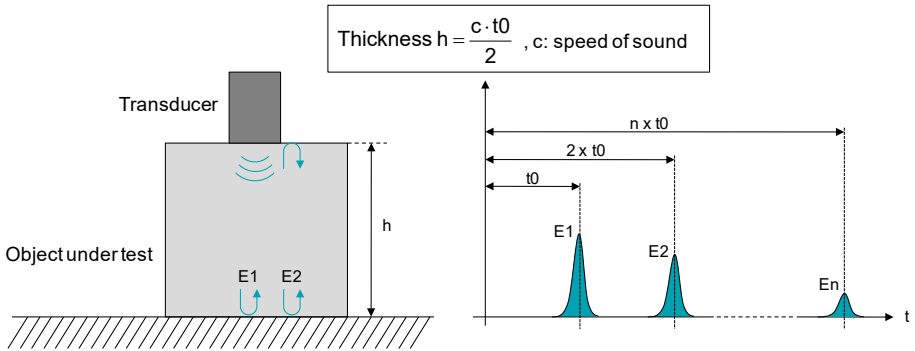 Thickness h = c · t0 / 2 , c: speed of sound
Transducer
n x t0
2 x t0
t0
h
E1
E2
Object under test
E1
E2
En
t